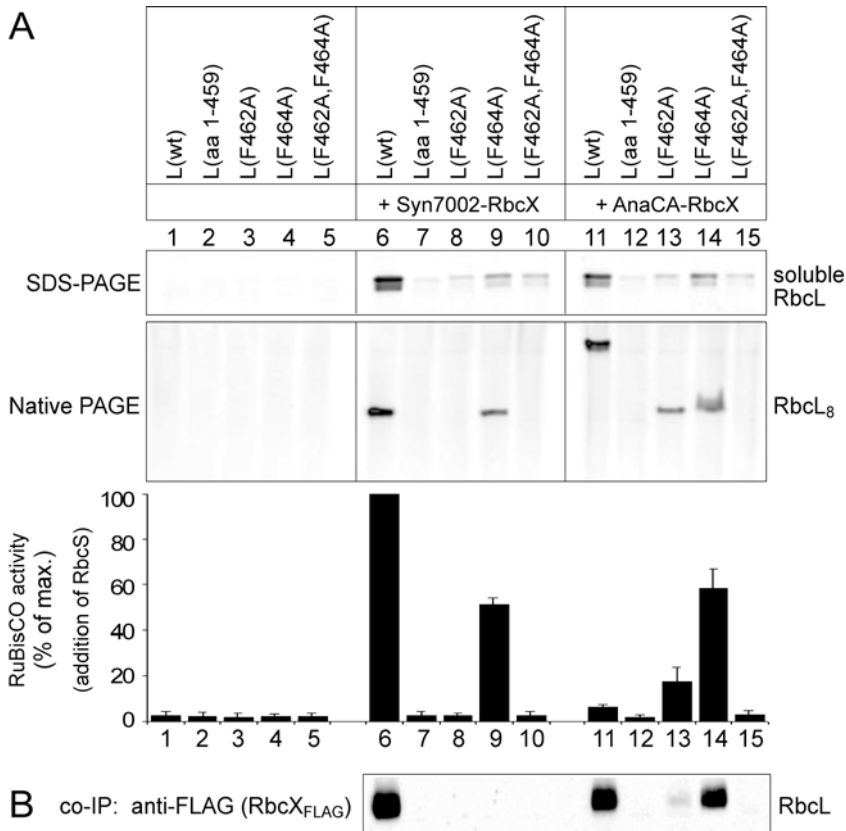 A
L(wt)
L(aa 1-459)
L(F462A)
L(F464A)
L(F462A,F464A)
L(wt)
L(aa 1-459)
L(F462A)
L(F464A)
L(F462A,F464A)
L(wt)
L(aa 1-459)
L(F462A)
L(F464A)
L(F462A,F464A)
+ Syn7002-RbcX
+ AnaCA-RbcX
1 2 3 4 5 6 7 8 9 10 11 12 13 14 15
SDS-PAGE
soluble
RbcL
Native PAGE
RbcL8
RuBisCO activity
(% of max.)
(addition of RbcS)
100
80
60
40
20
0
1 2 3 4 5 6 7 8 9 10 11 12 13 14 15
B
co-IP: anti-FLAG (RbcXFLAG)
RbcL